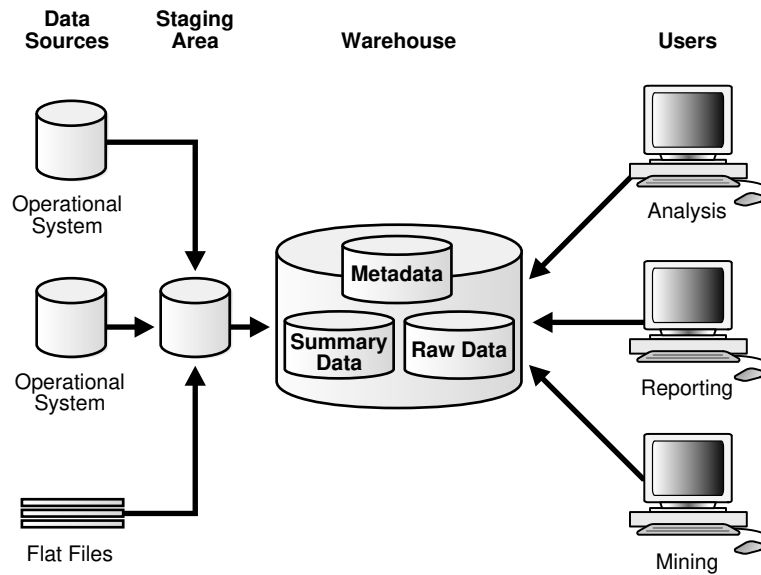 Data
Sources
Staging
Area
Warehouse
Users
Operational
System
Analysis
Metadata
Summary
Data
Raw Data
Operational
System
Reporting
Flat Files
Mining